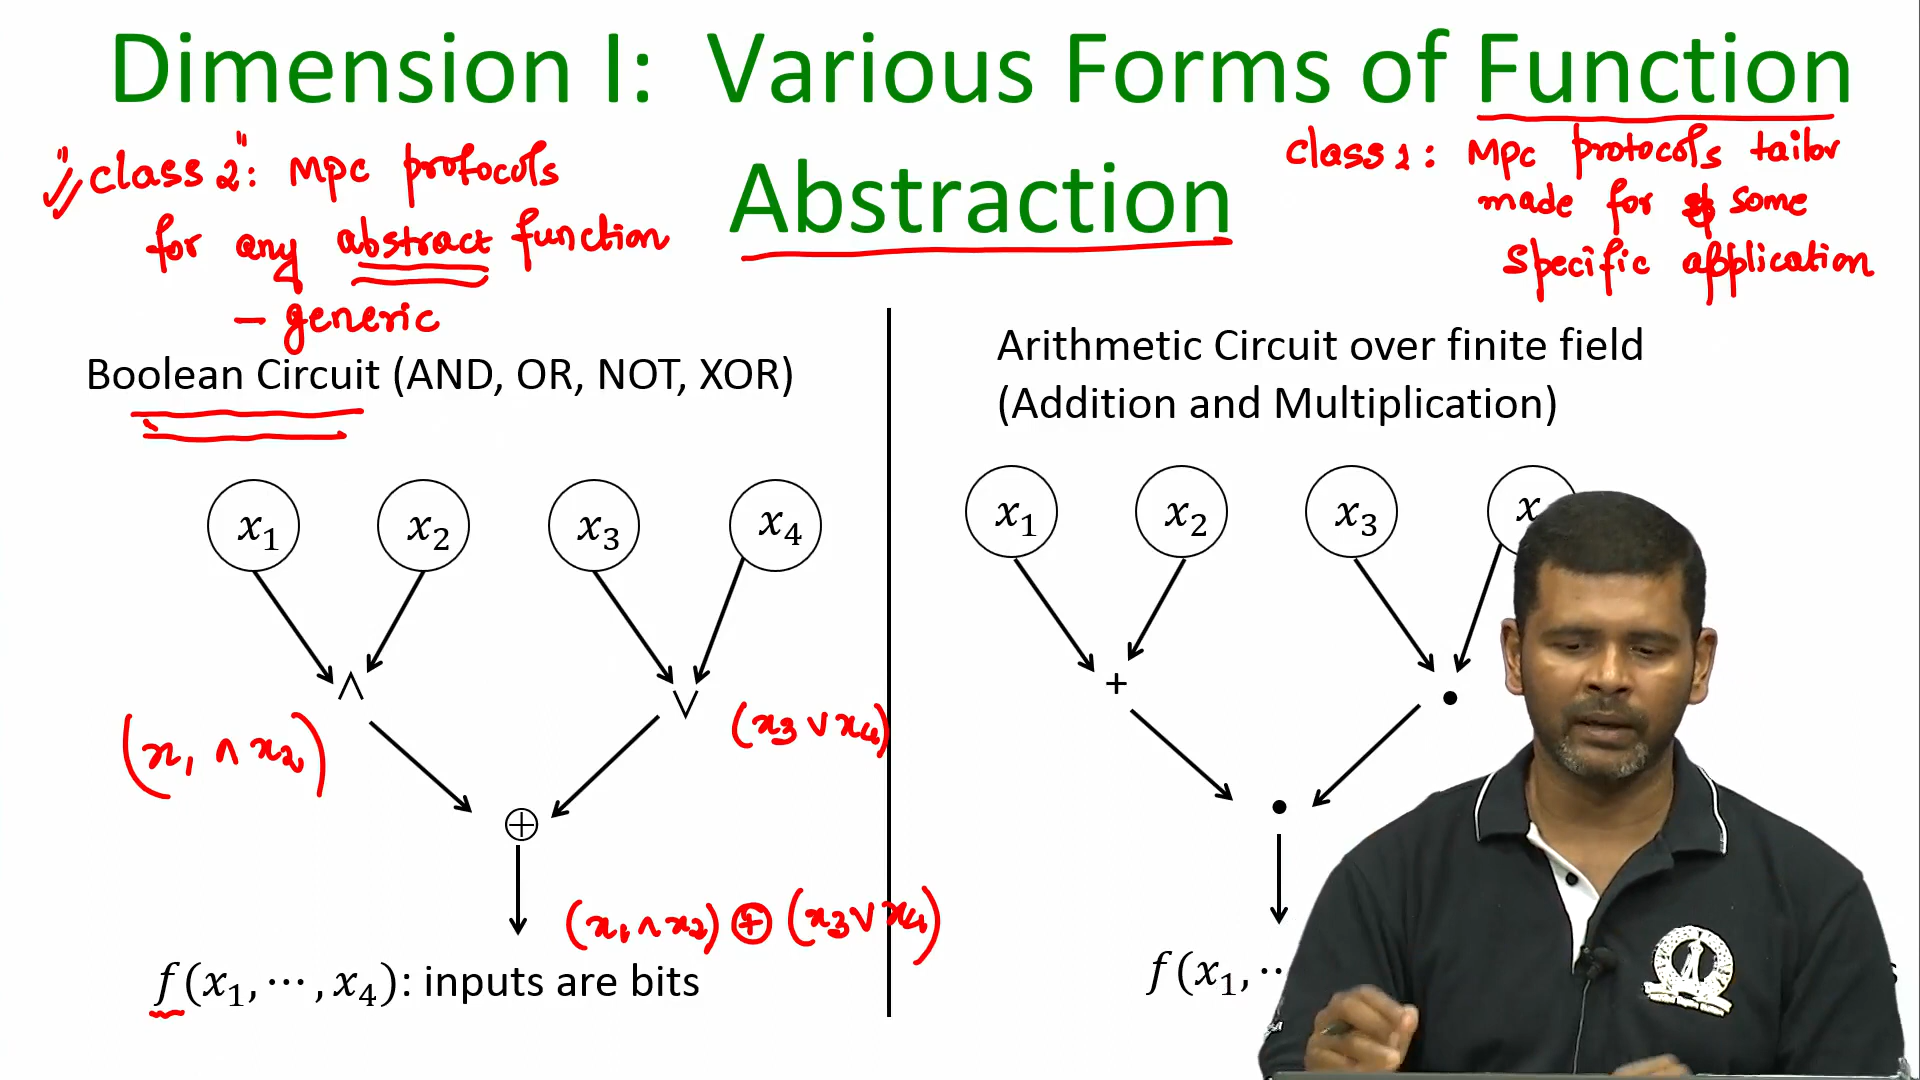 Dimension I: Various Forms of Function
Abstraction
"class 2": MPC protocols
for any abstract function
- generic
class 1: MPC protocols tailor
made for some
specific application
Boolean Circuit (AND, OR, NOT, XOR)
x₁ x₂ x₃ x₄
∧ ∨
(x₁ ∧ x₂) (x₃ ∨ x₄)
⊕
(x₁ ∧ x₂) ⊕ (x₃ ∨ x₄)
f(x₁, ⋯ , x₄): inputs are bits
Arithmetic Circuit over finite field
(Addition and Multiplication)
x₁ x₂ x₃ x
+ •
•
f(x₁, ⋯